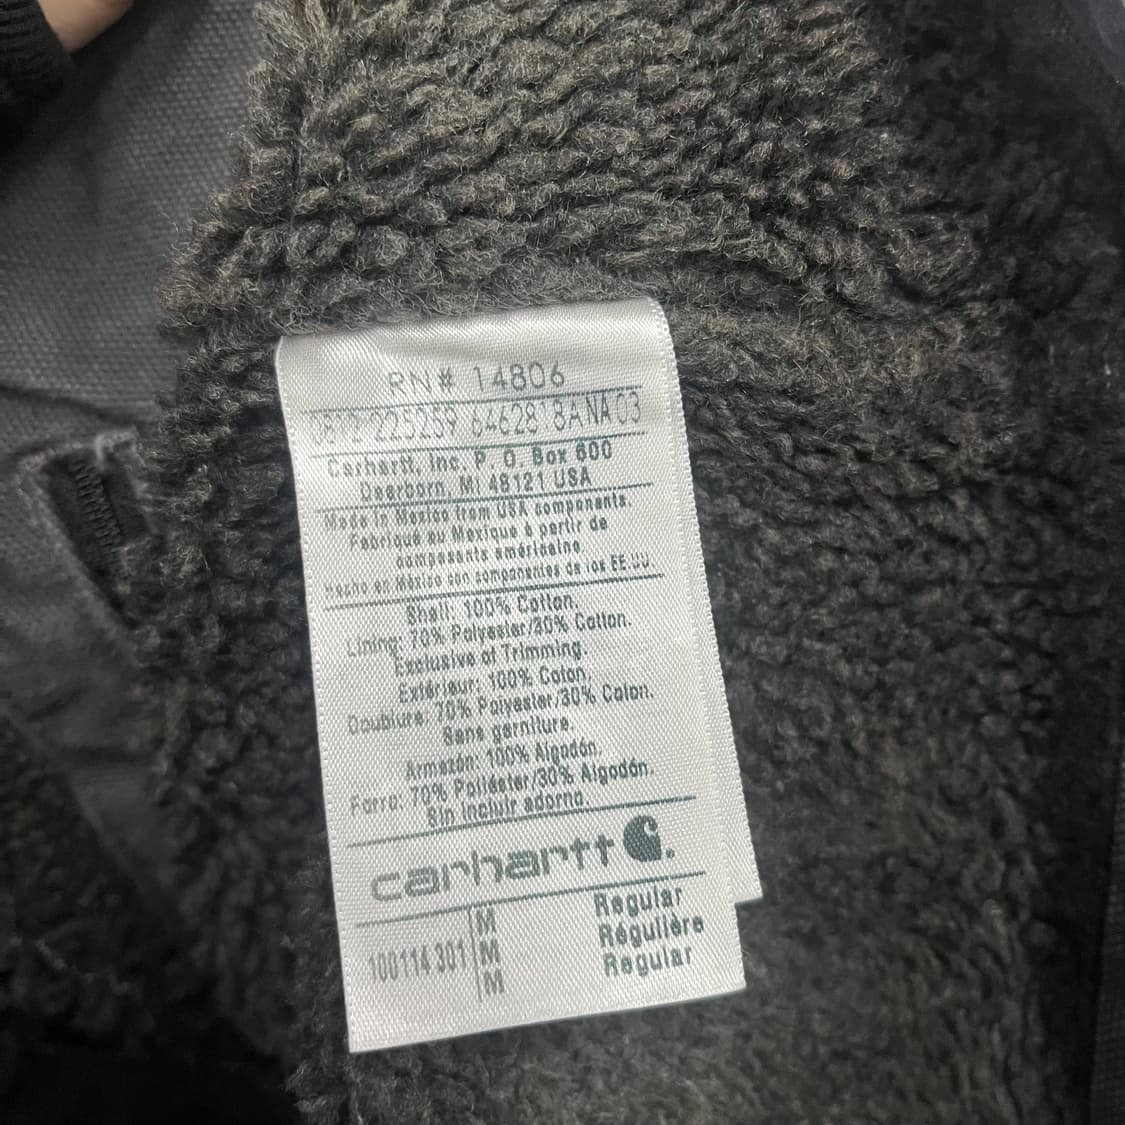 RN# 14806
225259 64628 8ANA 03
Carhartt, Inc. P. O. Box 600
Dearborn, MI 48121 USA
Made in Mexico from USA components.
Fabriqué au Mexique à partir de
composants américains.
Hecho en México con componentes de los EE.UU.
Shell: 100% Cotton.
Lining: 70% Polyester/30% Cotton.
Exclusive of Trimming
Extérieur: 100% Coton.
Doublure: 70% Polyester/30% Coton.
Sans garniture.
Armazón: 100% Algodón.
Forro: 70% Poliéster/30% Algodón.
Sin incluir adorno.
carhartt
M Regular
M Régulière
100114 301 M Regular